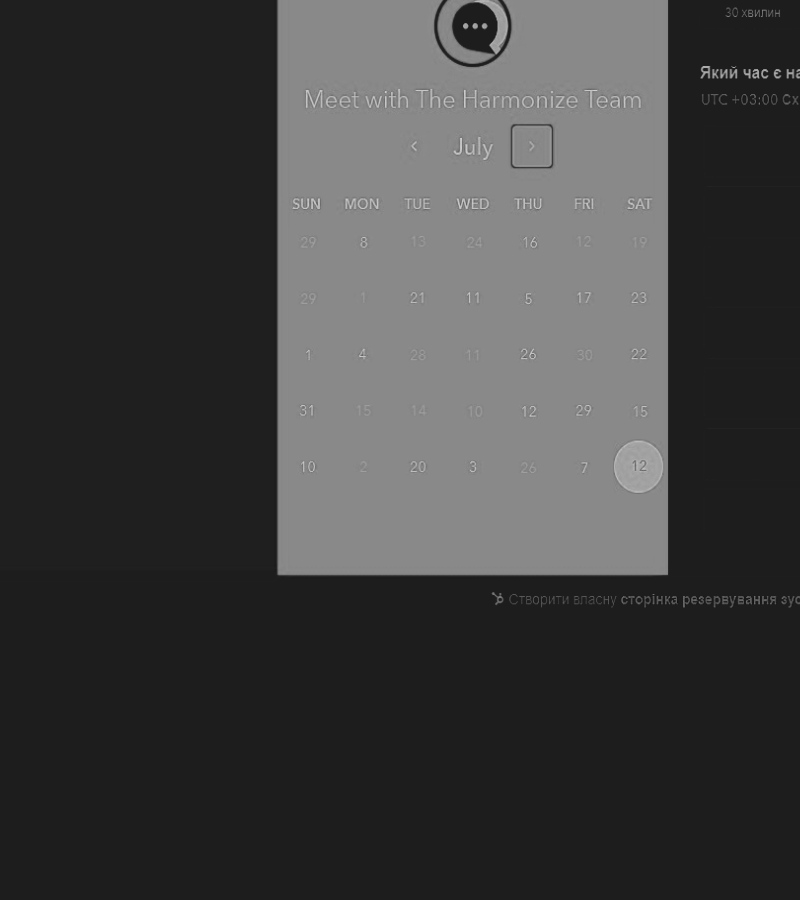 30 хвилин
Який час є на
UTC +03:00 Сх
Meet with The Harmonize Team
July
SUN MON TUE WED THU FRI SAT
29 8 13 24 16 12 19
29 1 21 11 5 17 23
1 4 28 11 26 30 22
31 15 14 10 12 29 15
10 2 20 3 26 7 12
Створити власну сторінка резервування зус